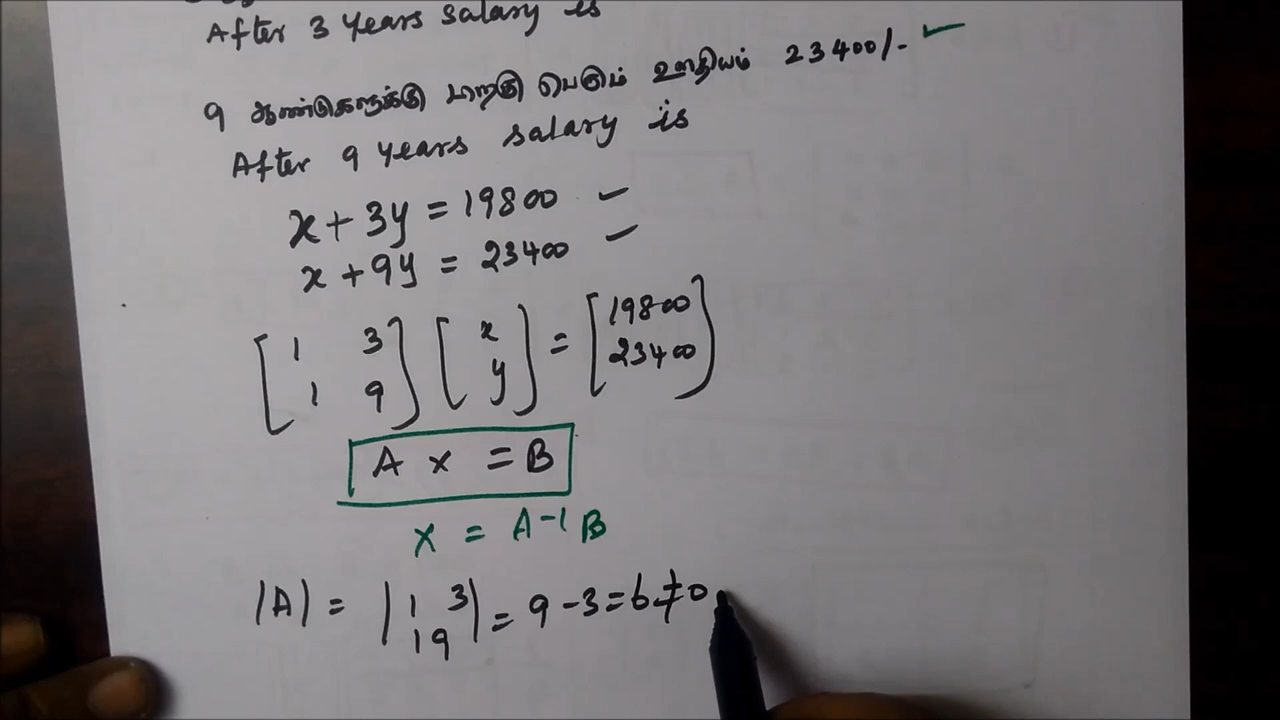 After 3 years salary is
9 ஆண்டுகளுக்கு பிறகு பெறும் ஊதியம் 23400/- ✓
After 9 years salary is
x + 3y = 19800 ✓
x + 9y = 23400 ✓
[1 3] [x] = [19800]
[1 9] [y] [23400]
A X = B
X = A-1 B
|A| = |1 3| = 9 - 3 = 6 ≠ 0
|1 9|